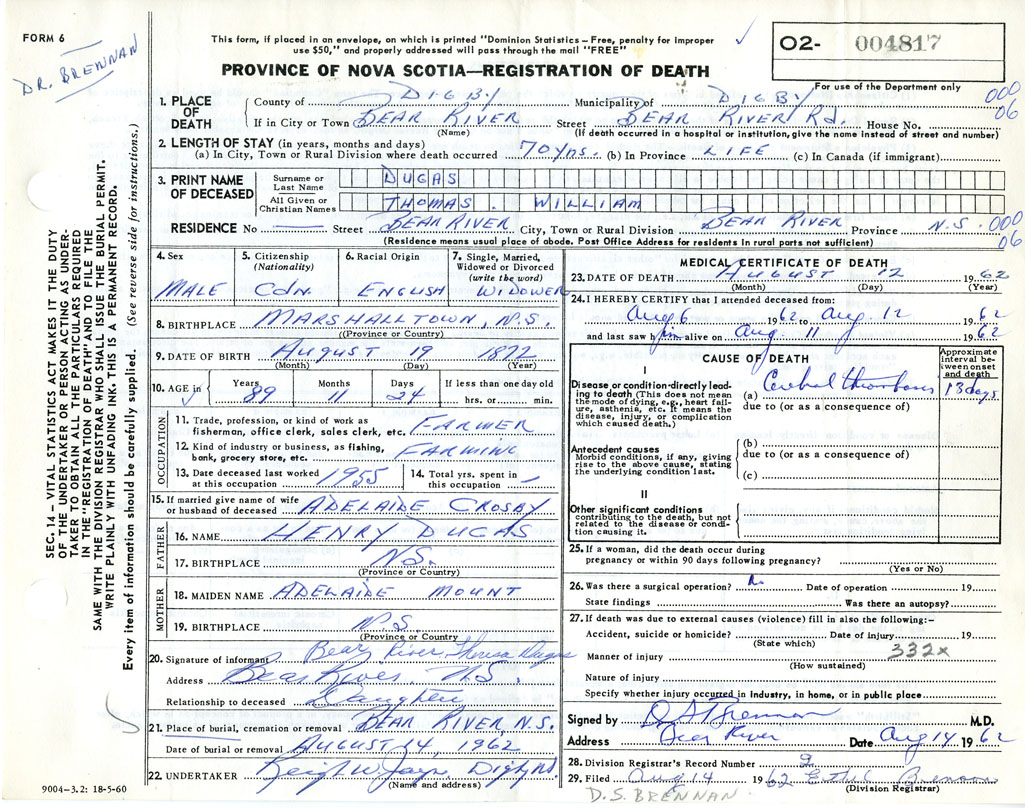 FORM 6
DR. BRENNAN
This form, if placed in an envelope, on which is printed "Dominion Statistics – Free, penalty for improper
use $50," and properly addressed will pass through the mail "FREE"
PROVINCE OF NOVA SCOTIA—REGISTRATION OF DEATH
02- 004817
For use of the Department only
000
06
SEC. 14 – VITAL STATISTICS ACT MAKES IT THE DUTY
OF THE UNDERTAKER OR PERSON ACTING AS UNDER-
TAKER TO OBTAIN ALL THE PARTICULARS REQUIRED
IN THE "REGISTRATION OF DEATH" AND TO FILE THE
SAME WITH THE DIVISION REGISTRAR WHO SHALL ISSUE THE BURIAL PERMIT.
WRITE PLAINLY WITH UNFADING INK. THIS IS A PERMANENT RECORD.
Every item of information should be carefully supplied. (See reverse side for instructions.)
1. PLACE OF DEATH
County of DIGBY Municipality of DIGBY
If in City or Town BEAR RIVER Street BEAR RIVER Rd. House No.
(Name) (If death occurred in a hospital or institution, give the name instead of street and number)
2. LENGTH OF STAY (in years, months and days)
(a) In City, Town or Rural Division where death occurred 70 yrs. (b) In Province LIFE (c) In Canada (if immigrant)
3. PRINT NAME OF DECEASED
Surname or Last Name DUGAS
All Given or Christian Names THOMAS. WILLIAM
RESIDENCE No Street BEAR RIVER City, Town or Rural Division BEAR RIVER Province N.S. 000
06
(Residence means usual place of abode. Post Office Address for residents in rural parts not sufficient)
4. Sex 5. Citizenship (Nationality) 6. Racial Origin 7. Single, Married, Widowed or Divorced (write the word)
MALE CDN. ENGLISH WIDOWER
8. BIRTHPLACE MARSHALLTOWN, N.S.
(Province or Country)
9. DATE OF BIRTH AUGUST 19 1872
(Month) (Day) (Year)
10. AGE in Years 89 Months 11 Days 24 If less than one day old hrs. or min.
OCCUPATION
11. Trade, profession, or kind of work as
fisherman, office clerk, sales clerk, etc. FARMER
12. Kind of industry or business, as fishing,
bank, grocery store, etc. FARMING
13. Date deceased last worked at this occupation 1955 14. Total yrs. spent in this occupation
15. If married give name of wife
or husband of deceased ADELAIDE CROSBY
FATHER
16. NAME HENRY DUGAS
17. BIRTHPLACE N.S.
(Province or Country)
MOTHER
18. MAIDEN NAME ADELAIDE MOUNT
19. BIRTHPLACE N.S.
(Province or Country)
20. Signature of informant Bear River, Theresa Dugas
Address Bear River, N.S.
Relationship to deceased Daughter
21. Place of burial, cremation or removal BEAR RIVER, N.S.
Date of burial or removal AUGUST 14, 1962
22. UNDERTAKER
(Name and address)
9004–3.2: 18-5-60
MEDICAL CERTIFICATE OF DEATH
23. DATE OF DEATH AUGUST 12 1962
(Month) (Day) (Year)
24. I HEREBY CERTIFY that I attended deceased from:
Aug 6 1962 to Aug. 12 1962
and last saw him alive on Aug. 11 1962
CAUSE OF DEATH
Approximate interval between onset and death
I
Disease or condition directly lead-
ing to death (This does not mean
the mode of dying, e.g., heart fail-
ure, asthenia, etc. It means the
disease, injury, or complication
which caused death.)
(a) Cerebral thrombosis 13 days
due to (or as a consequence of)
Antecedent causes
Morbid conditions, if any, giving
rise to the above cause, stating
the underlying condition last.
(b)
due to (or as a consequence of)
(c)
II
Other significant conditions
contributing to the death, but not
related to the disease or condi-
tion causing it.
25. If a woman, did the death occur during
pregnancy or within 90 days following pregnancy?
(Yes or No)
26. Was there a surgical operation? Date of operation 19
State findings Was there an autopsy?
27. If death was due to external causes (violence) fill in also the following:–
Accident, suicide or homicide? Date of injury 19
(State which)
332X
Manner of injury
(How sustained)
Nature of injury
Specify whether injury occurred in industry, in home, or in public place
Signed by D S Brennan M.D.
Address Bear River Date Aug 14 1962
28. Division Registrar's Record Number 9
29. Filed Aug 14 1962
(Division Registrar)
D.S. BRENNAN